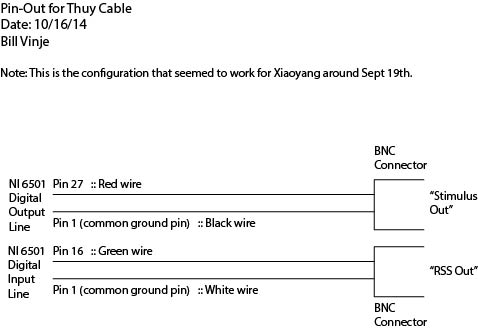 Pin-Out for Thuy Cable
Date: 10/16/14
Bill Vinje
Note: This is the configuration that seemed to work for Xiaoyang around Sept 19th.
BNC
Connector
NI 6501
Digital
Output
Line
Pin 27 :: Red wire
Pin 1 (common ground pin) :: Black wire
“Stimulus
Out”
NI 6501
Digital
Input
Line
Pin 16 :: Green wire
Pin 1 (common ground pin) :: White wire
“RSS Out”
BNC
Connector